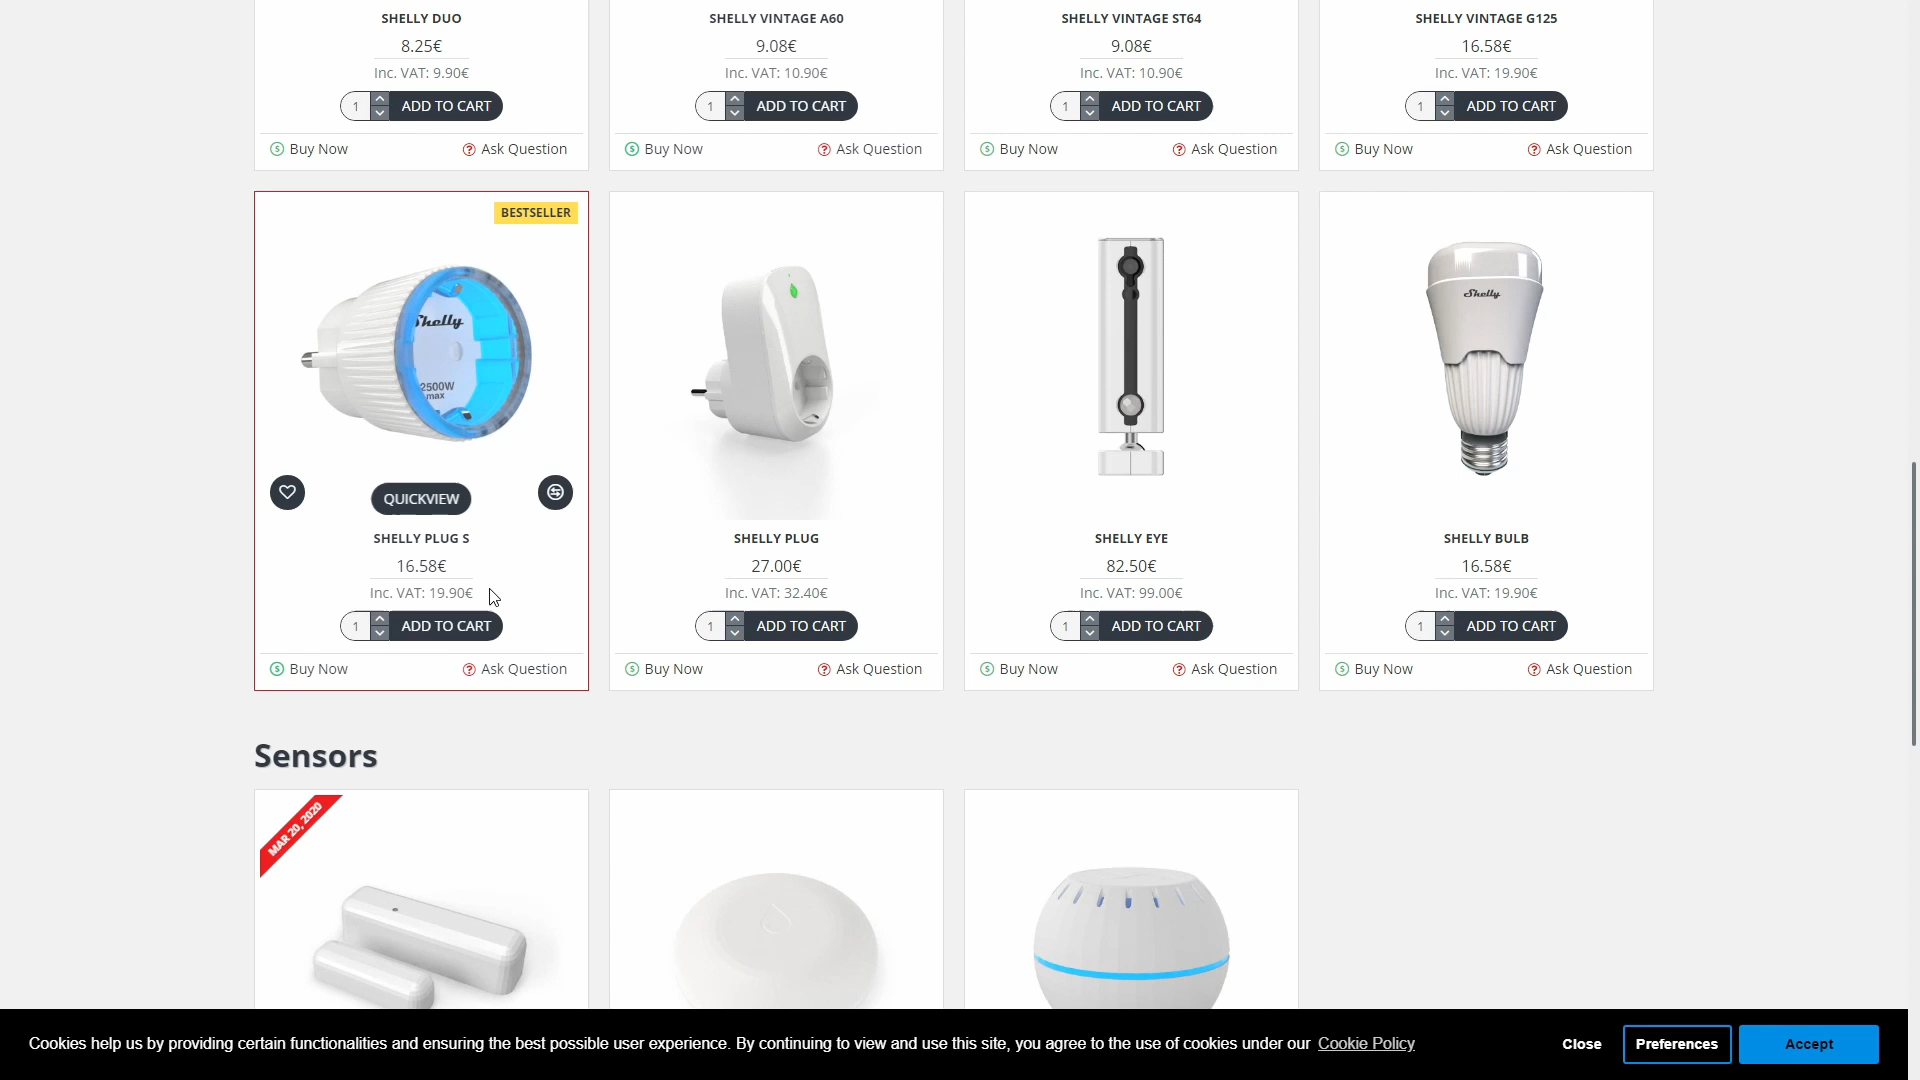 SHELLY DUO
8.25€
Inc. VAT: 9.90€
1 ADD TO CART
Buy Now
Ask Question
SHELLY VINTAGE A60
9.08€
Inc. VAT: 10.90€
1 ADD TO CART
Buy Now
Ask Question
SHELLY VINTAGE ST64
9.08€
Inc. VAT: 10.90€
1 ADD TO CART
Buy Now
Ask Question
SHELLY VINTAGE G125
16.58€
Inc. VAT: 19.90€
1 ADD TO CART
Buy Now
Ask Question
BESTSELLER
Shelly
2500W
max
QUICKVIEW
SHELLY PLUG S
16.58€
Inc. VAT: 19.90€
1 ADD TO CART
Buy Now
Ask Question
SHELLY PLUG
27.00€
Inc. VAT: 32.40€
1 ADD TO CART
Buy Now
Ask Question
SHELLY EYE
82.50€
Inc. VAT: 99.00€
1 ADD TO CART
Buy Now
Ask Question
Shelly
SHELLY BULB
16.58€
Inc. VAT: 19.90€
1 ADD TO CART
Buy Now
Ask Question
Sensors
MAR 20, 2020
Cookies help us by providing certain functionalities and ensuring the best possible user experience. By continuing to view and use this site, you agree to the use of cookies under our Cookie Policy
Close
Preferences
Accept